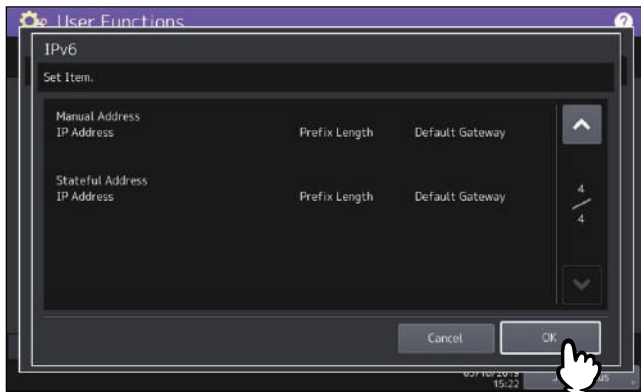 User Functions
?
IPv6
Set Item.
Manual Address
IP Address Prefix Length Default Gateway
Stateful Address
IP Address Prefix Length Default Gateway
4
4
Cancel OK
15:22